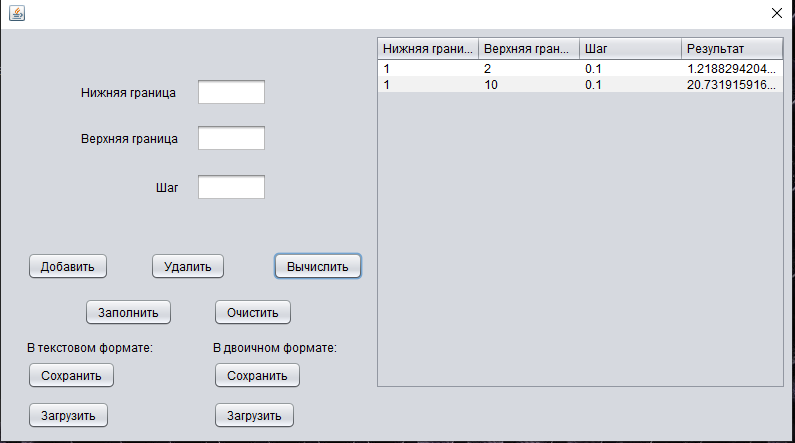 Нижняя грани... Верхняя гран... Шаг Результат
1 2 0.1 1.2188294204...
1 10 0.1 20.731915916...
Нижняя граница
Верхняя граница
Шаг
Добавить Удалить Вычислить
Заполнить Очистить
В текстовом формате: В двоичном формате:
Сохранить Сохранить
Загрузить Загрузить